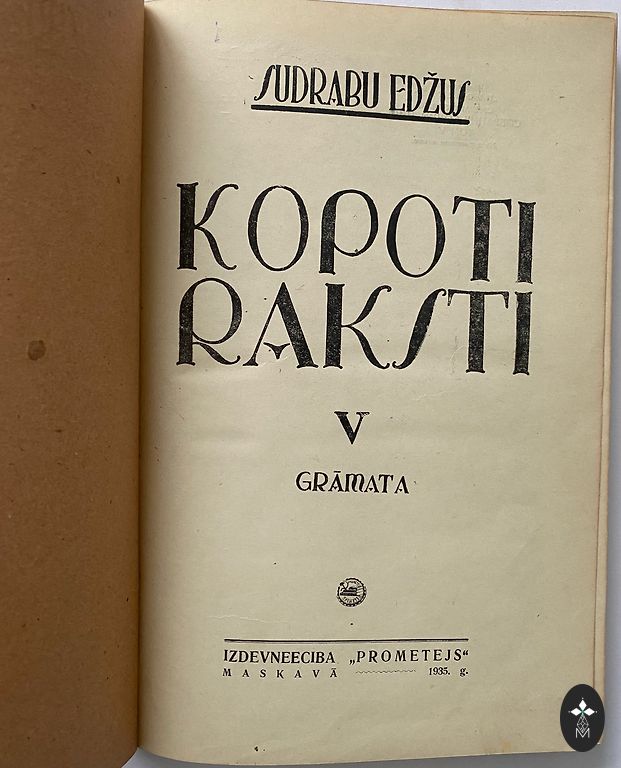 SUDRABU EDŽUS
KOPOTI
RAKSTI
V
GRĀMATA
IZDEVNEECIBA „PROMETEJS“
MASKAVĀ 1935. g.
M